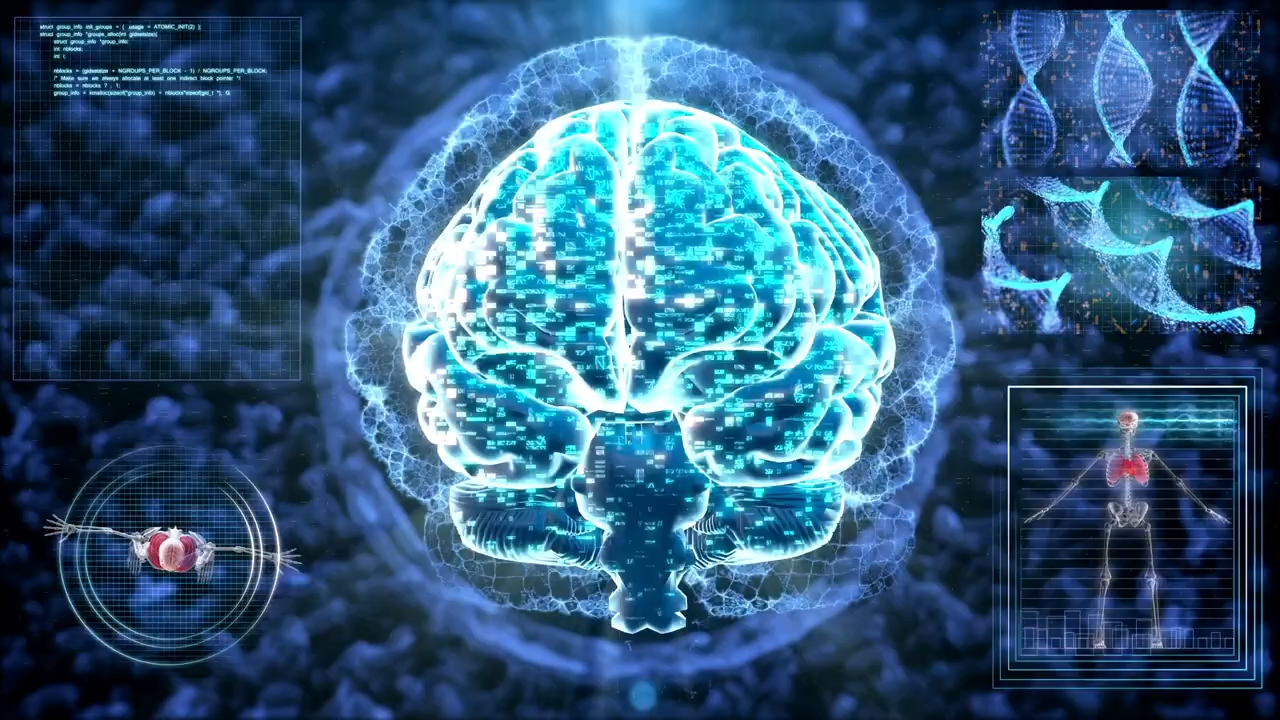 struct group_info init_groups = { .usage = ATOMIC_INIT(2) };
struct group_info *groups_alloc(int gidsetsize){
struct group_info *group_info;
int nblocks;
int i;
nblocks = (gidsetsize + NGROUPS_PER_BLOCK - 1) / NGROUPS_PER_BLOCK;
/* Make sure we always allocate at least one indirect block pointer */
nblocks = nblocks ? : 1;
group_info = kmalloc(sizeof(*group_info) + nblocks*sizeof(gid_t *), G